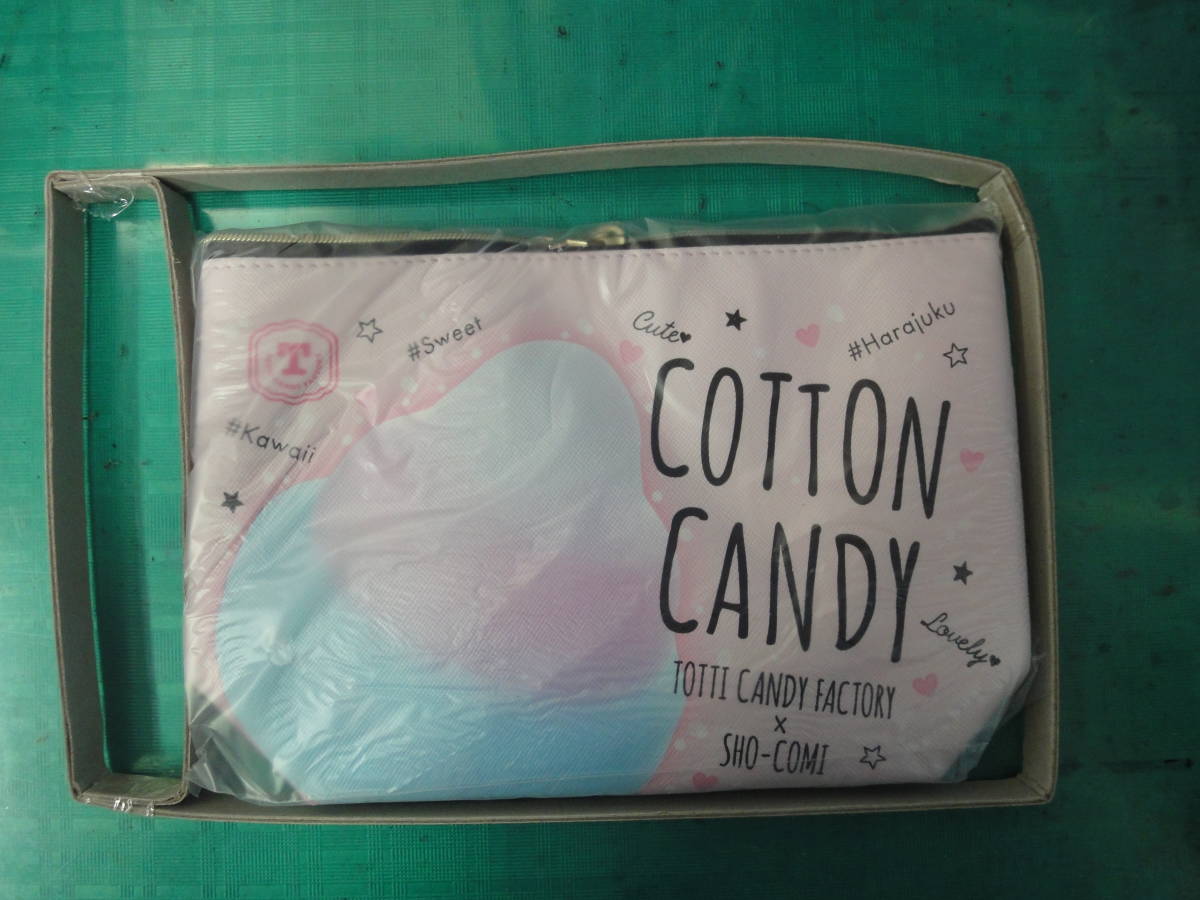 T
#Sweet
#Kawaii
Cute
#Harajuku
COTTON
CANDY
Lovely
TOTTI CANDY FACTORY
x
SHO-COMI